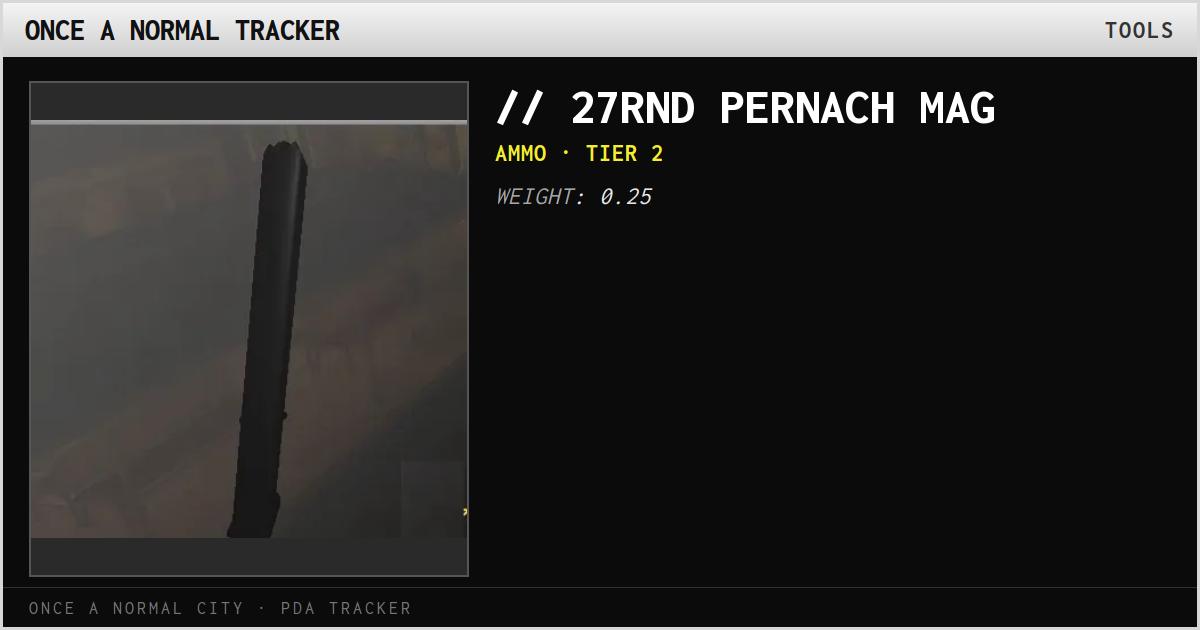 ONCE A NORMAL TRACKER
TOOLS
// 27RND PERNACH MAG
AMMO · TIER 2
WEIGHT: 0.25
ONCE A NORMAL CITY · PDA TRACKER